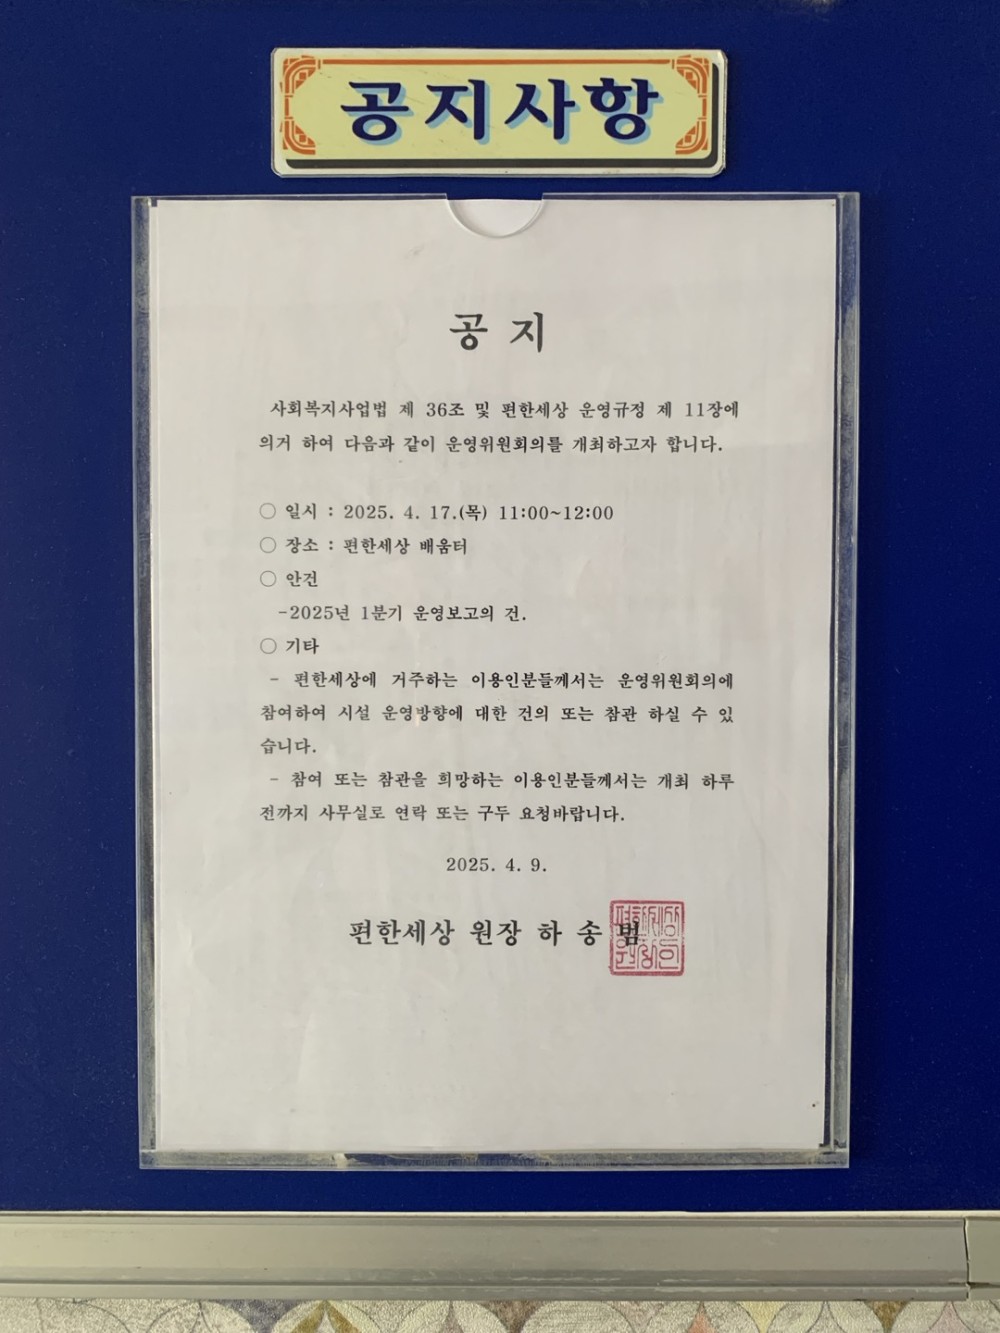 공지사항
공 지
사회복지사업법 제 36조 및 편한세상 운영규정 제 11장에
의거 하여 다음과 같이 운영위원회의를 개최하고자 합니다.
○ 일시 : 2025. 4. 17.(목) 11:00~12:00
○ 장소 : 편한세상 배움터
○ 안건
-2025년 1분기 운영보고의 건.
○ 기타
- 편한세상에 거주하는 이용인분들께서는 운영위원회의에
참여하여 시설 운영방향에 대한 건의 또는 참관 하실 수 있
습니다.
- 참여 또는 참관을 희망하는 이용인분들께서는 개최 하루
전까지 사무실로 연락 또는 구두 요청바랍니다.
2025. 4. 9.
편한세상 원장 하 송 범